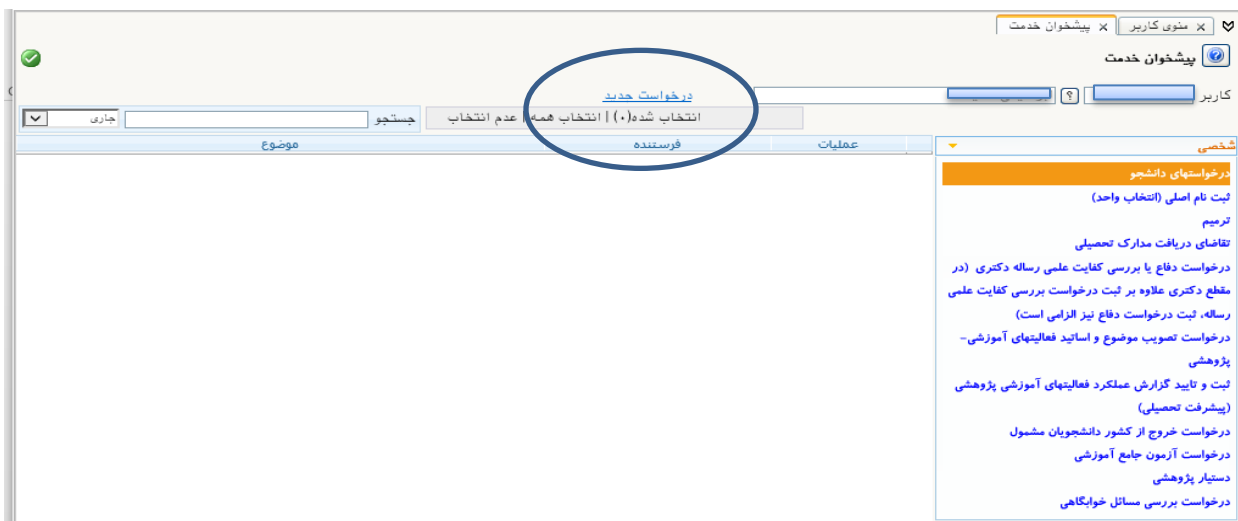 منوی کاربر پیشخوان خدمت
پیشخوان خدمت
کاربر ؟
درخواست جدید
انتخاب شده(۰) | انتخاب همه | عدم انتخاب جستجو جاری
شخصی عملیات فرستنده موضوع
درخواستهای دانشجو
ثبت نام اصلی (انتخاب واحد)
ترمیم
تقاضای دریافت مدارک تحصیلی
درخواست دفاع یا بررسی کفایت علمی رساله دکتری (در
مقطع دکتری علاوه بر ثبت درخواست بررسی کفایت علمی
رساله، ثبت درخواست دفاع نیز الزامی است)
درخواست تصویب موضوع و اساتید فعالیتهای آموزشی-
پژوهشی
ثبت و تایید گزارش عملکرد فعالیتهای آموزشی پژوهشی
(پیشرفت تحصیلی)
درخواست خروج از کشور دانشجویان مشمول
درخواست آزمون جامع آموزشی
دستیار پژوهشی
درخواست بررسی مسائل خوابگاهی